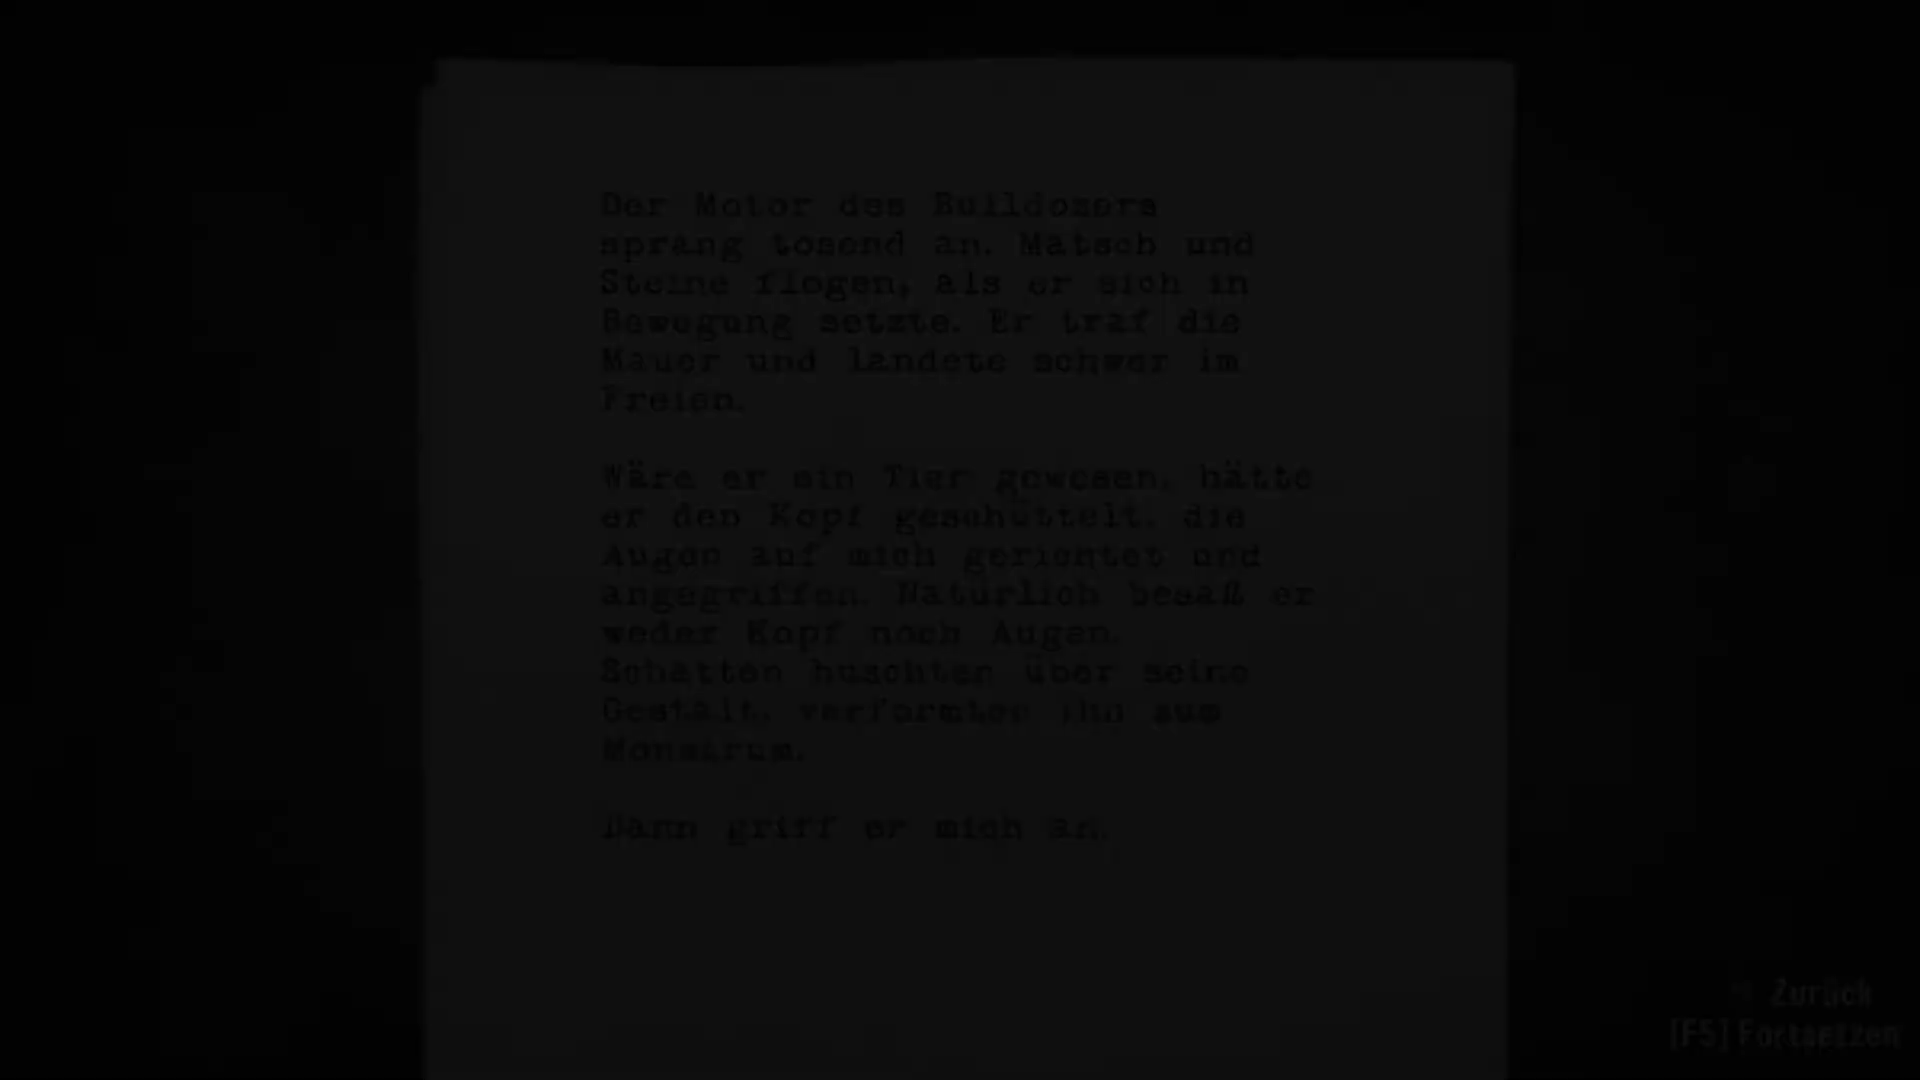 Der Motor des Bulldozers
sprang tosend an. Matsch und
Steine flogen, als er sich in
Bewegung setzte. Er traf die
Mauer und landete schwer im
Freien.
Wäre er ein Tier gewesen, hätte
er den Kopf geschüttelt, die
Augen auf mich gerichtet und
angegriffen. Natürlich besaß er
weder Kopf noch Augen.
Schatten huschten über seine
Gestalt, verformten ihn zum
Monstrum.
Dann griff er mich an.
Zurück
[F5] Fortsetzen